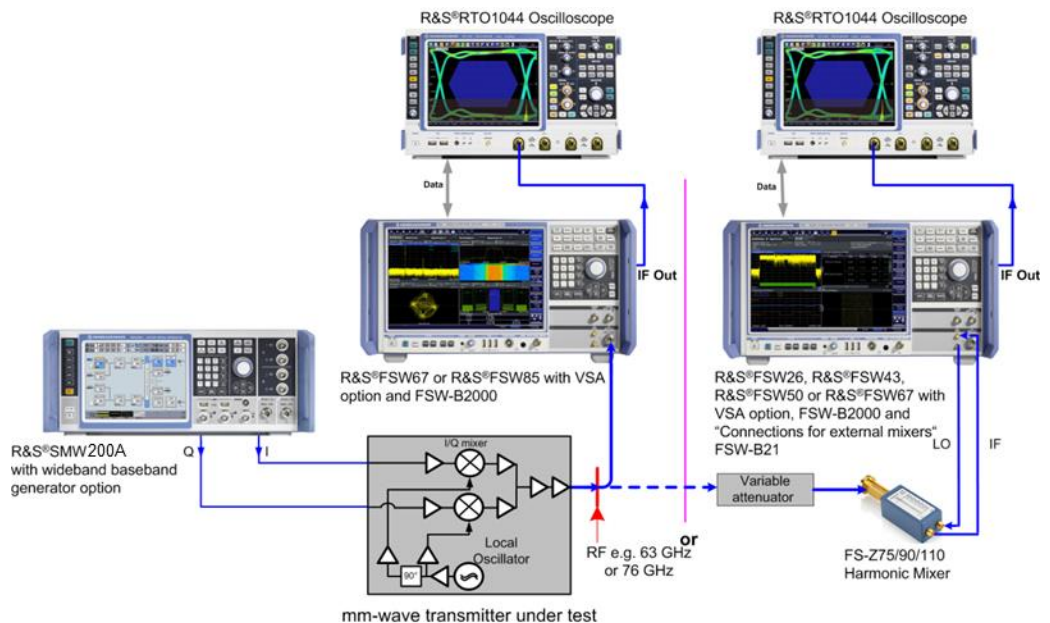 R&S®RTO1044 Oscilloscope
R&S®RTO1044 Oscilloscope
Data
Data
IF Out
IF Out
R&S®FSW67 or R&S®FSW85 with VSA
option and FSW-B2000
R&S®FSW26, R&S®FSW43,
R&S®FSW50 or R&S®FSW67 with
VSA option, FSW-B2000 and
“Connections for external mixers“
FSW-B21
LO
IF
R&S®SMW200A
with wideband baseband
generator option
Q
I
I/Q mixer
Local
Oscillator
90°
Variable
attenuator
or
RF e.g. 63 GHz
or 76 GHz
FS-Z75/90/110
Harmonic Mixer
mm-wave transmitter under test